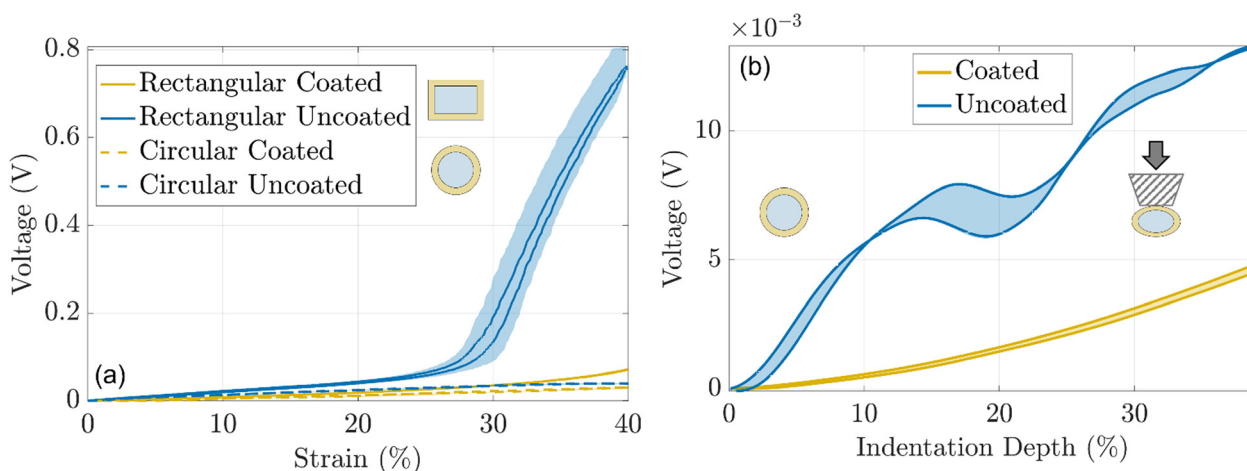 (a)
0.8
0.6
0.4
0.2
0
Voltage (V)
Rectangular Coated
Rectangular Uncoated
Circular Coated
Circular Uncoated
0 10 20 30 40
Strain (%)
×10⁻³
(b)
10
5
0
Voltage (V)
Coated
Uncoated
0 10 20 30
Indentation Depth (%)